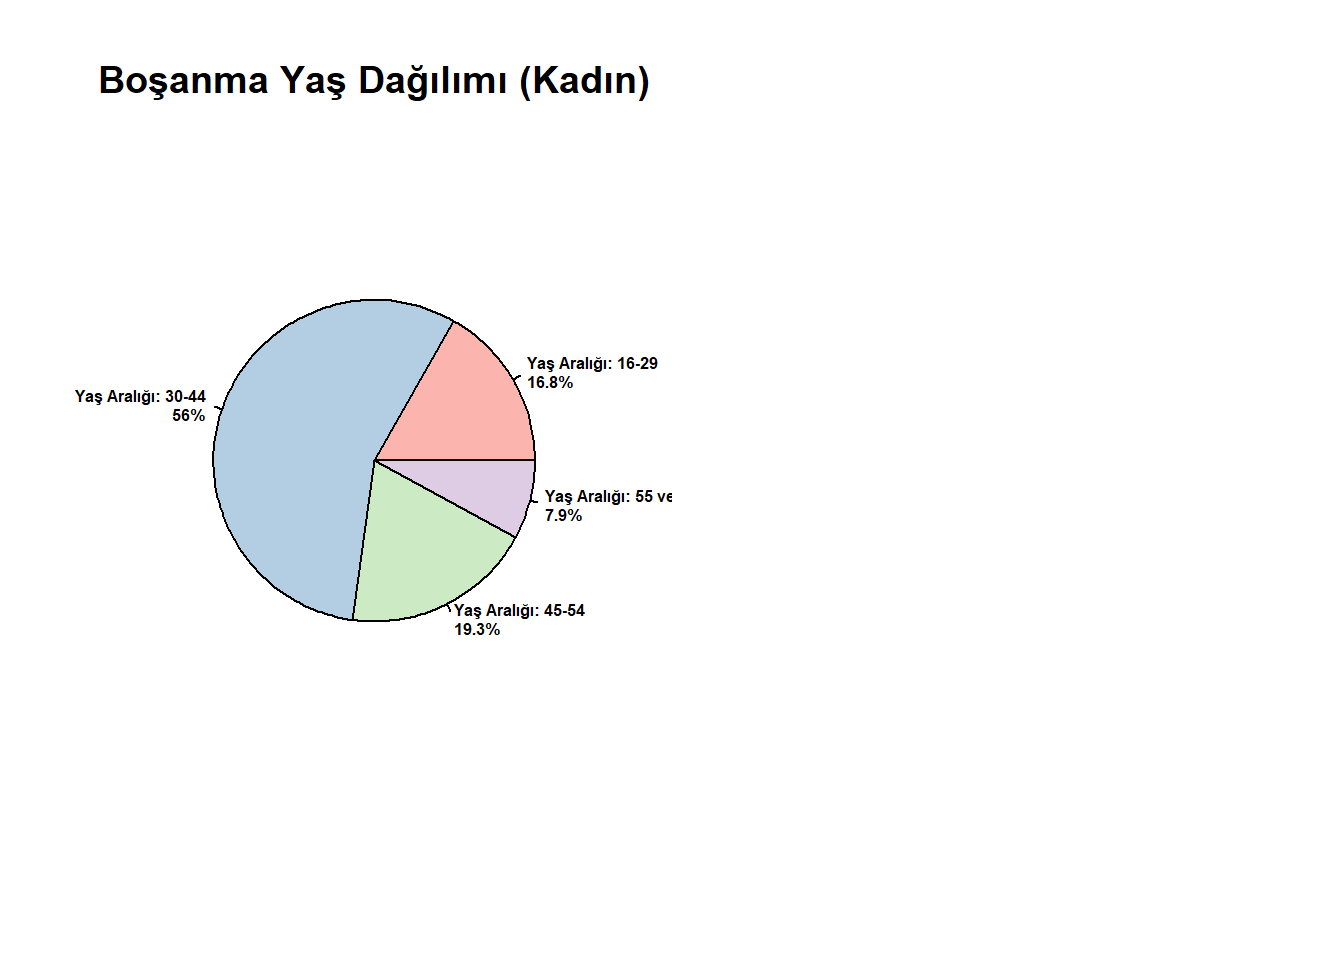 Boşanma Yaş Dağılımı (Kadın)
Yaş Aralığı: 16-29
16.8%
Yaş Aralığı: 30-44
56%
Yaş Aralığı: 55 ve
7.9%
Yaş Aralığı: 45-54
19.3%